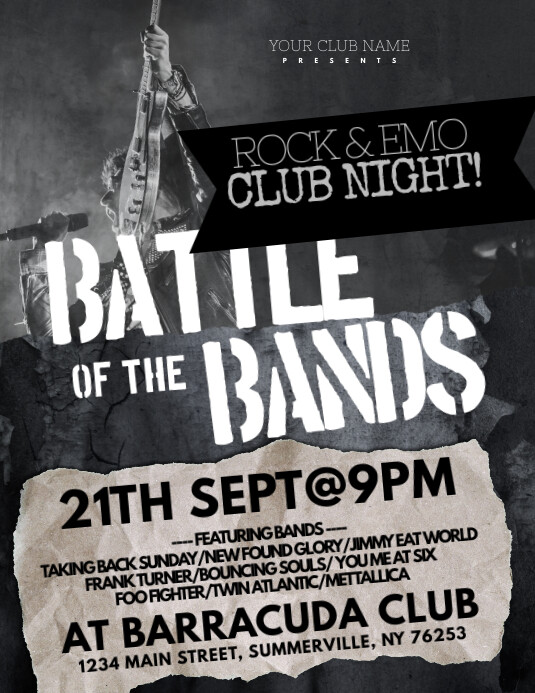 YOUR CLUB NAME
PRESENTS
ROCK & EMO
CLUB NIGHT!
BATTLE
OF THE BANDS
21TH SEPT@9PM
---- FEATURING BANDS ----
TAKING BACK SUNDAY/NEW FOUND GLORY/JIMMY EAT WORLD
FRANK TURNER/BOUNCING SOULS/ YOU ME AT SIX
FOO FIGHTER/TWIN ATLANTIC/METTALLICA
AT BARRACUDA CLUB
1234 MAIN STREET, SUMMERVILLE, NY 76253